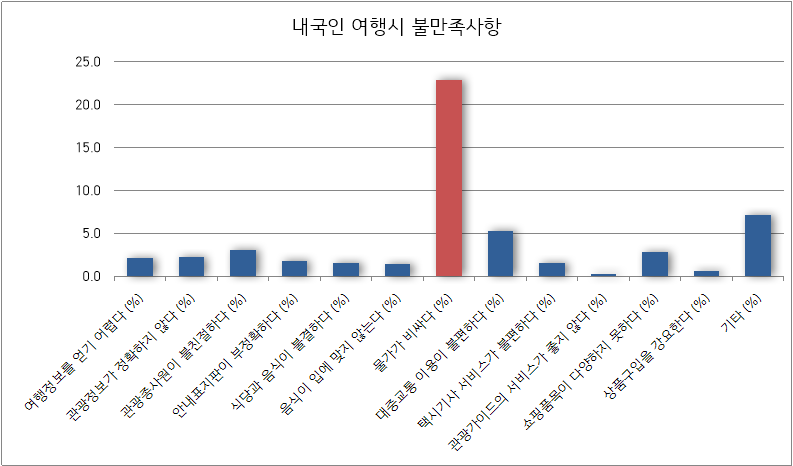 내국인 여행시 불만족사항
25.0
20.0
15.0
10.0
5.0
0.0
여행정보를 얻기 어렵다 (%)
관광정보가 정확하지 않다 (%)
관광종사원이 불친절하다 (%)
안내표지판이 부정확하다 (%)
식당과 음식이 불결하다 (%)
음식이 입에 맞지 않는다 (%)
물가가 비싸다 (%)
대중교통 이용이 불편하다 (%)
택시기사 서비스가 불편하다 (%)
관광가이드의 서비스가 좋지 않다 (%)
쇼핑품목이 다양하지 못하다 (%)
상품구입을 강요한다 (%)
기타 (%)